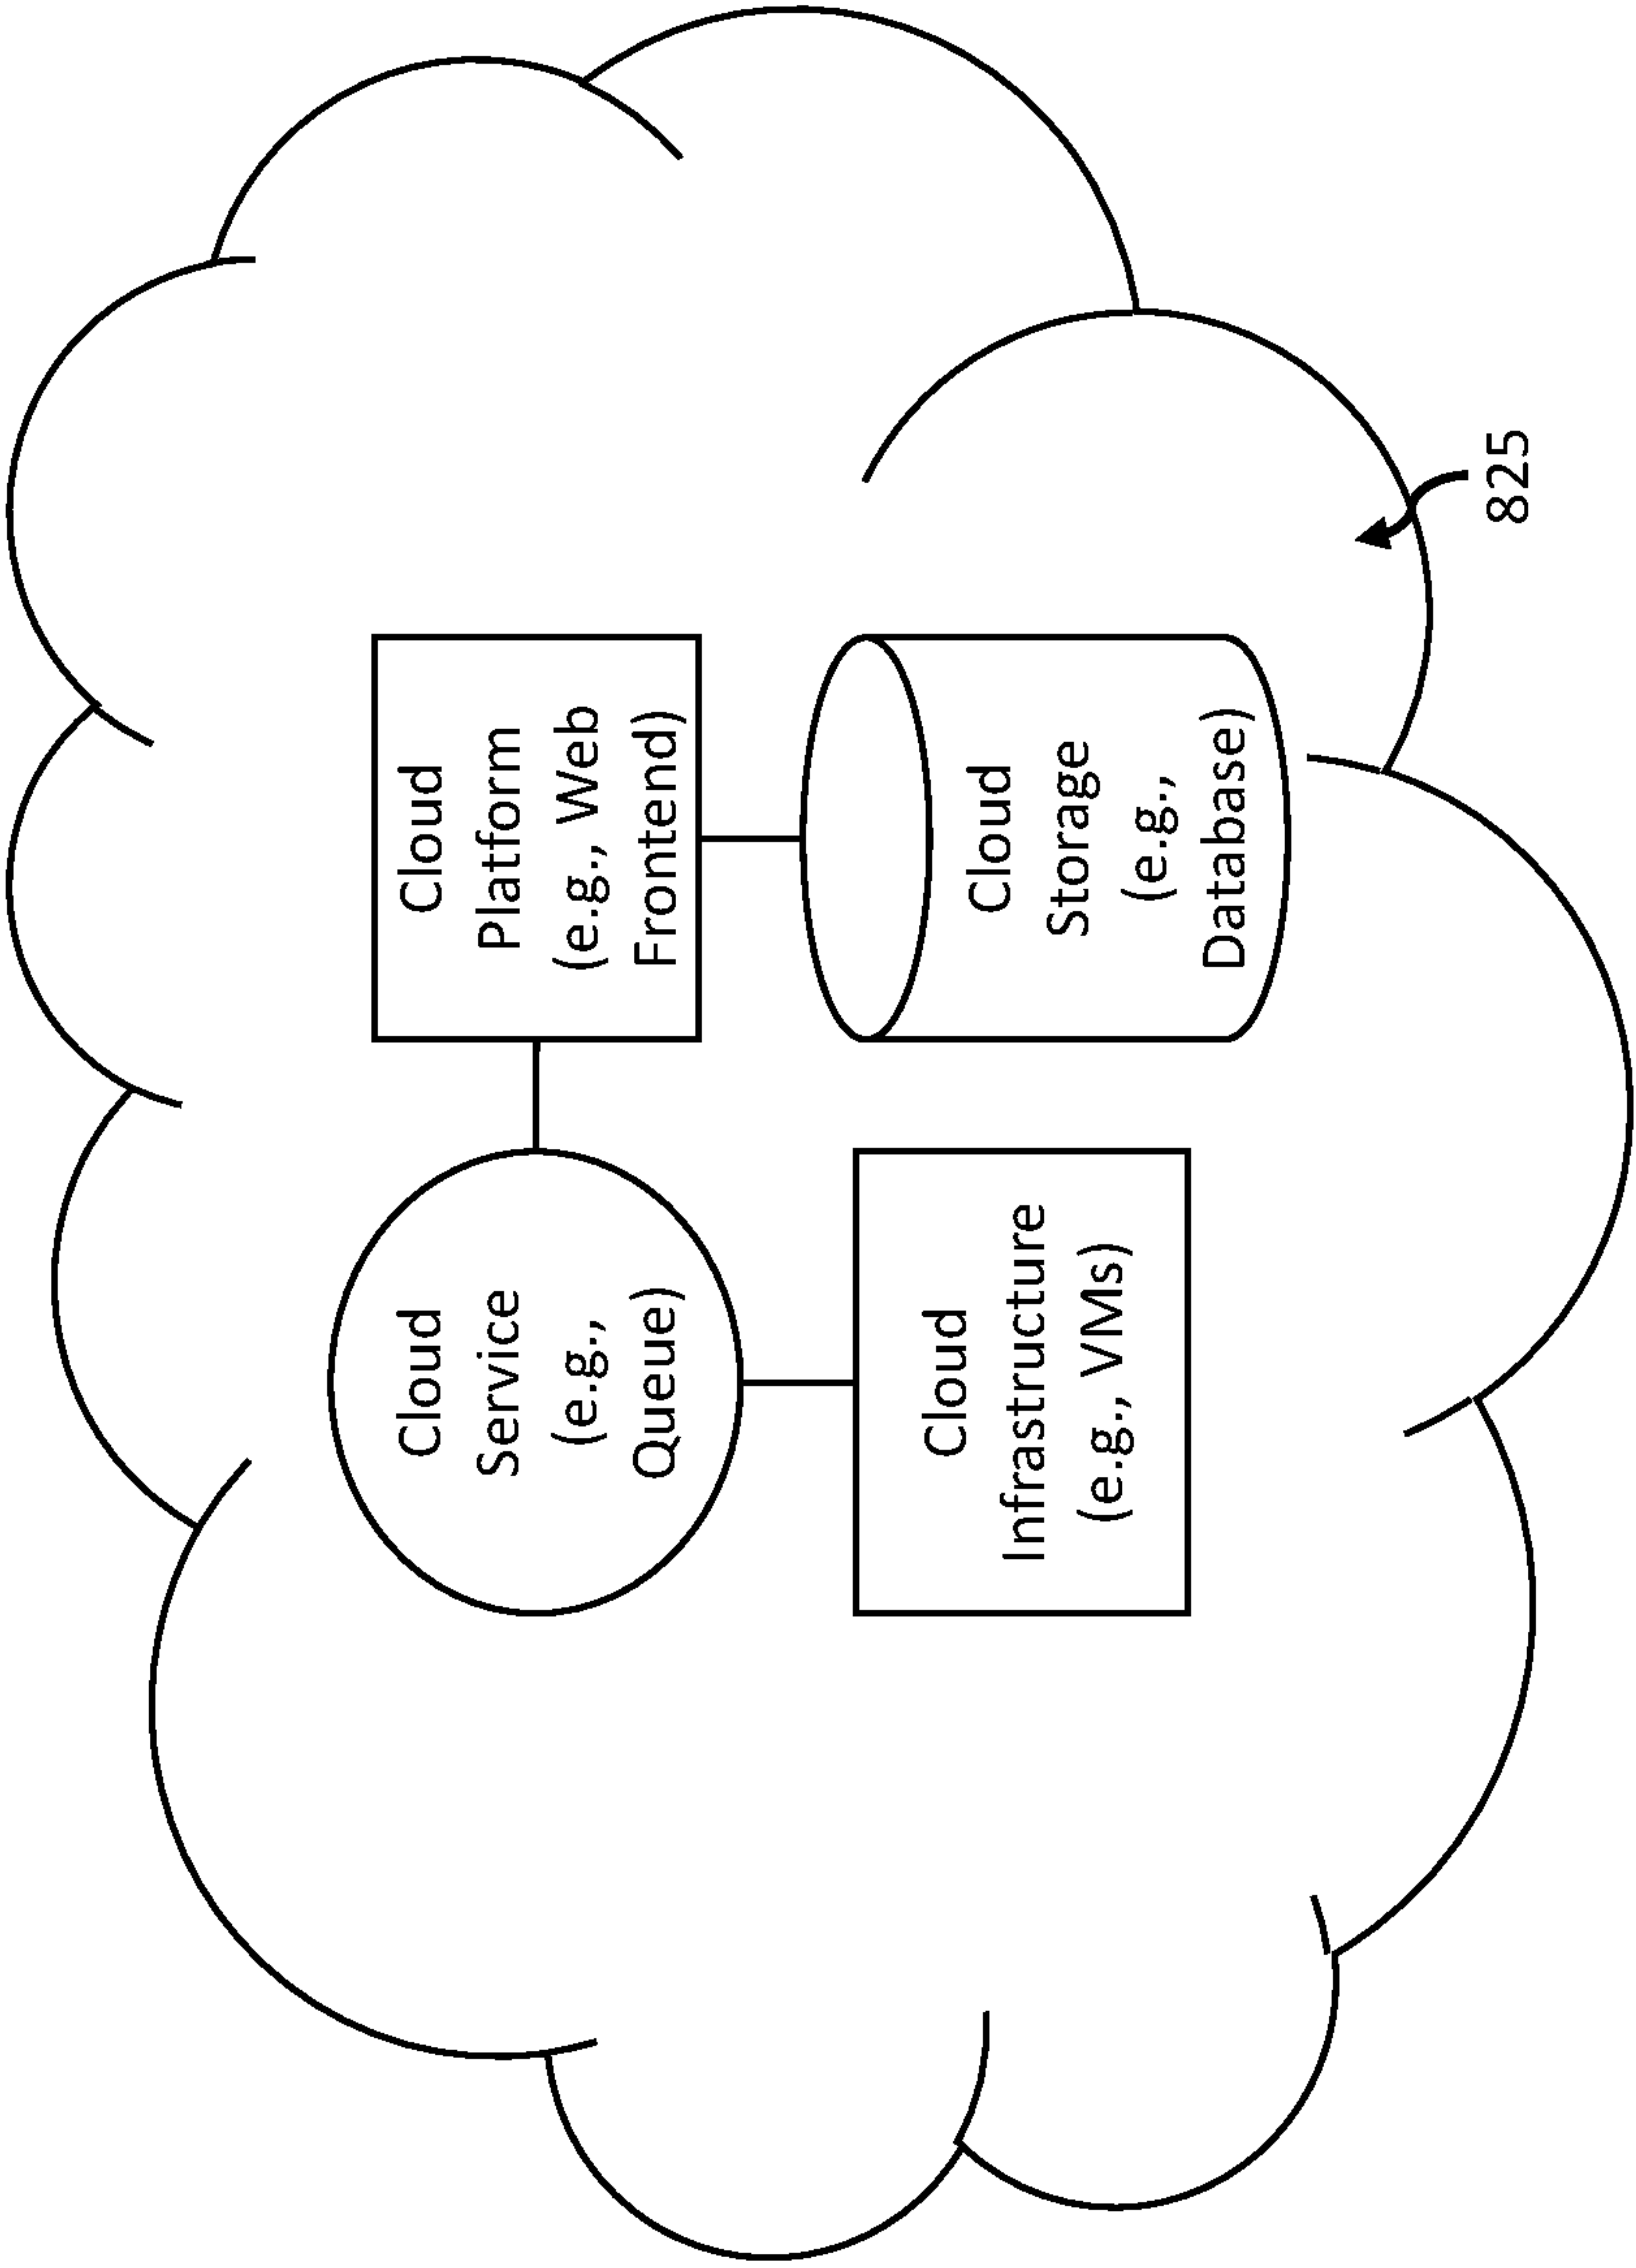 Cloud
Service
(e.g.,
Queue)
Cloud
Platform
(e.g., Web
Frontend)
Cloud
Infrastructure
(e.g., VMs)
Cloud
Storage
(e.g.,
Database)
825